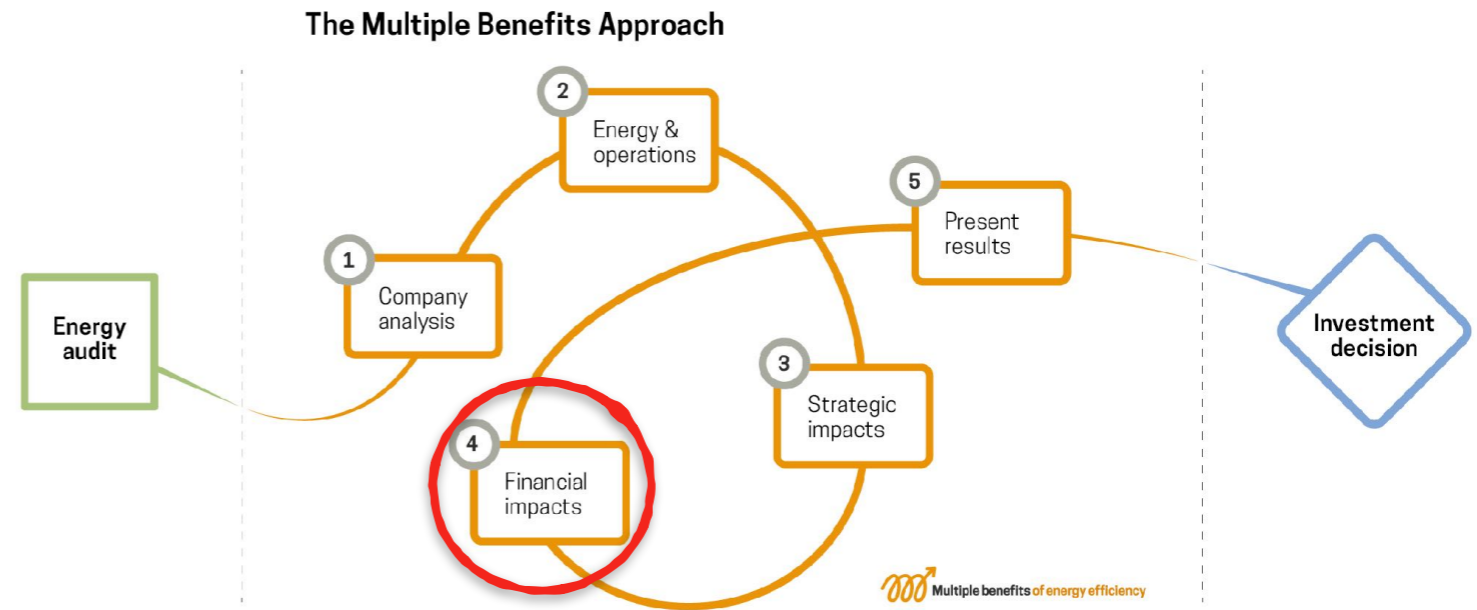 The Multiple Benefits Approach
Energy
audit
1
Company
analysis
2
Energy &
operations
3
Strategic
impacts
4
Financial
impacts
5
Present
results
Investment
decision
Multiple benefits of energy efficiency